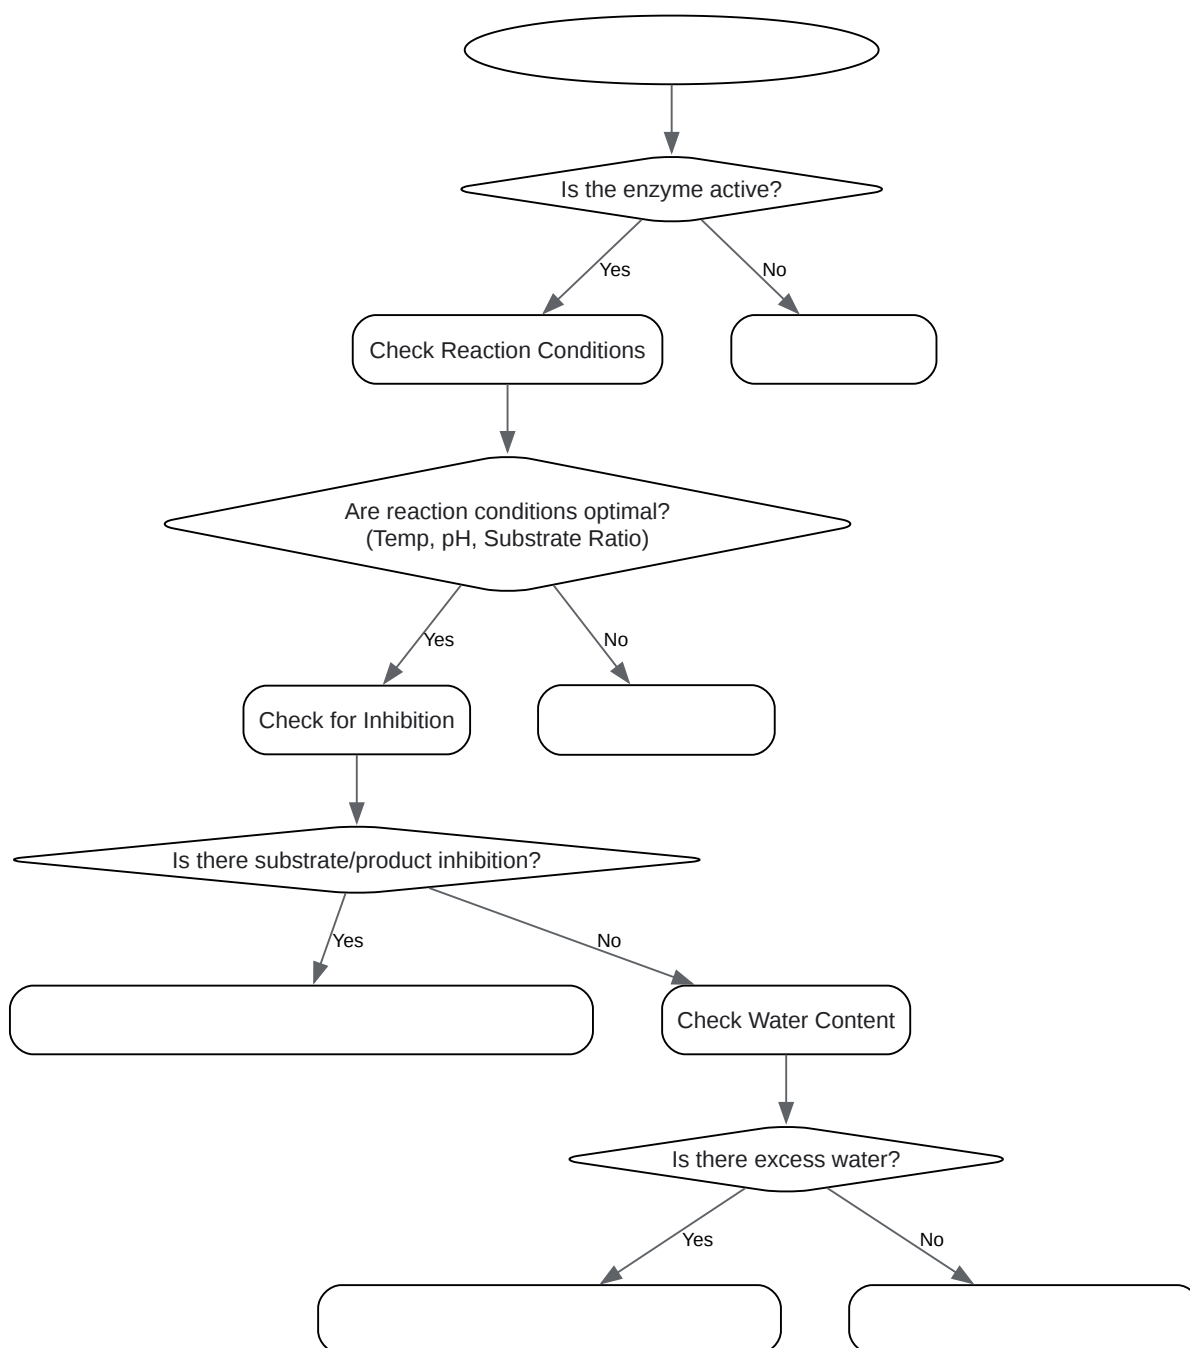 Is the enzyme active?
Yes
No
Check Reaction Conditions
Are reaction conditions optimal?
(Temp, pH, Substrate Ratio)
Yes
No
Check for Inhibition
Is there substrate/product inhibition?
Yes
No
Check Water Content
Is there excess water?
Yes
No